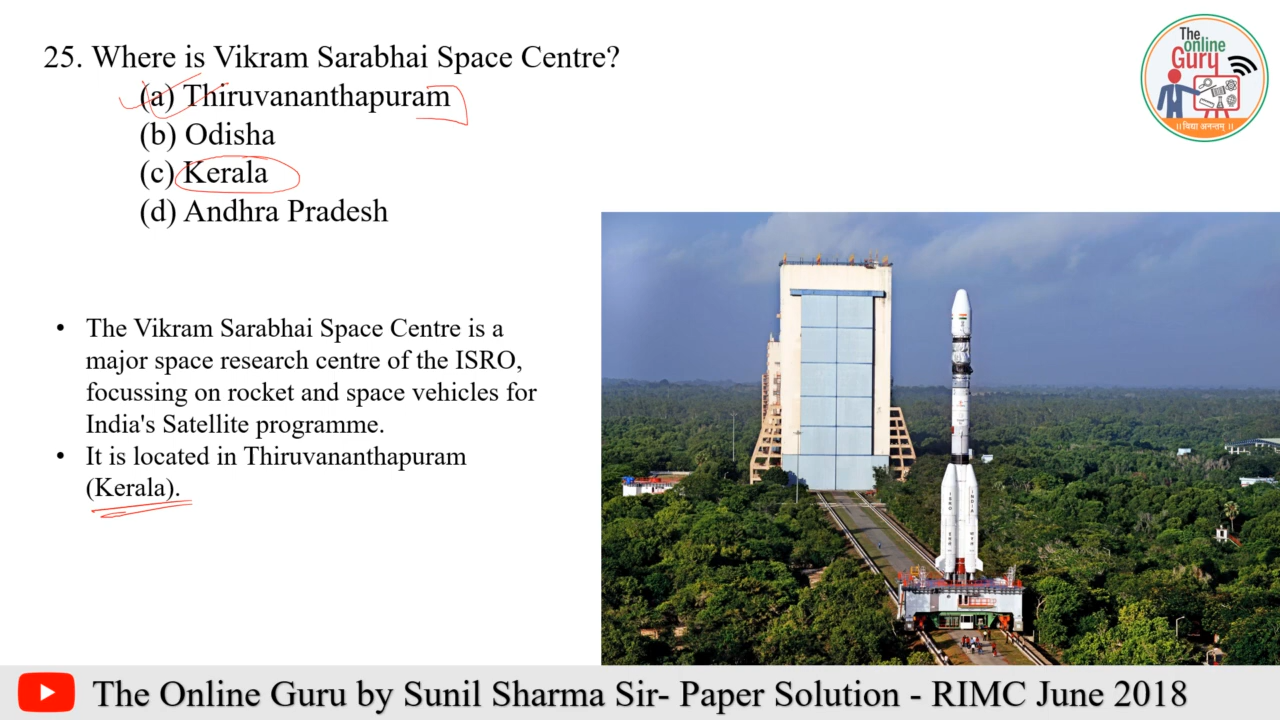 25. Where is Vikram Sarabhai Space Centre?
(a) Thiruvananthapuram
(b) Odisha
(c) Kerala
(d) Andhra Pradesh
• The Vikram Sarabhai Space Centre is a
major space research centre of the ISRO,
focussing on rocket and space vehicles for
India's Satellite programme.
• It is located in Thiruvananthapuram
(Kerala).
The
online
Guru
।। विद्या अनन्तम् ।।
The Online Guru by Sunil Sharma Sir- Paper Solution - RIMC June 2018